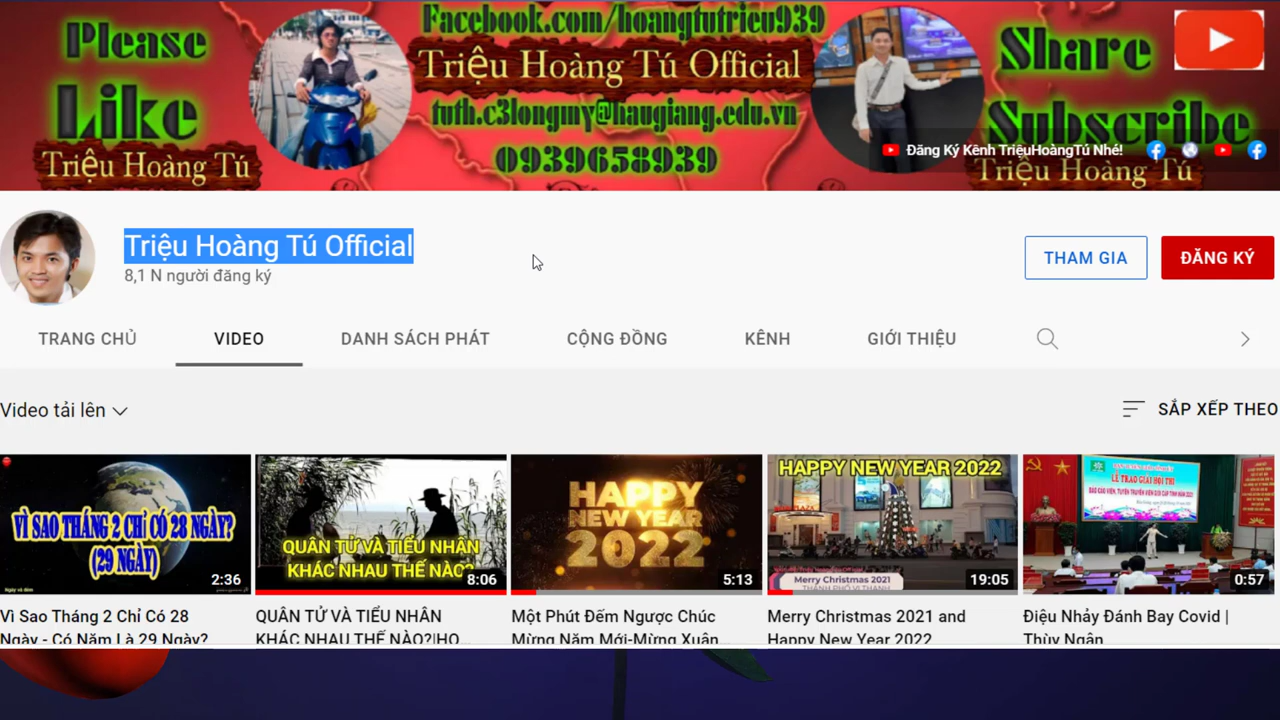 Please
Like
Triệu Hoàng Tú
Facebook.com/hoangtutrieu939
Triệu Hoàng Tú Official
tuth.c3longmy@haugiang.edu.vn
0939658939
Share
Subscribe
Đăng Ký Kênh TriệuHoàngTú Nhé!
Triệu Hoàng Tú
Triệu Hoàng Tú Official
8,1 N người đăng ký
THAM GIA
ĐĂNG KÝ
TRANG CHỦ
VIDEO
DANH SÁCH PHÁT
CỘNG ĐỒNG
KÊNH
GIỚI THIỆU
Video tải lên
SẮP XẾP THEO
VÌ SAO THÁNG 2 CHỈ CÓ 28 NGÀY?
(29 NGÀY)
2:36
QUÂN TỬ VÀ TIỂU NHÂN
KHÁC NHAU THẾ NÀO?
8:06
HAPPY
NEW YEAR
2022
5:13
HAPPY NEW YEAR 2022
Merry Christmas 2021
19:05
LỄ TRAO GIẢI HỘI THI
0:57
Vì Sao Tháng 2 Chỉ Có 28
Ngày - Có Năm Là 29 Ngày?
QUÂN TỬ VÀ TIỂU NHÂN
KHÁC NHAU THẾ NÀO?|HO...
Một Phút Đếm Ngược Chúc
Mừng Năm Mới-Mừng Xuân...
Merry Christmas 2021 and
Happy New Year 2022
Điệu Nhảy Đánh Bay Covid |
Thùy Ngân